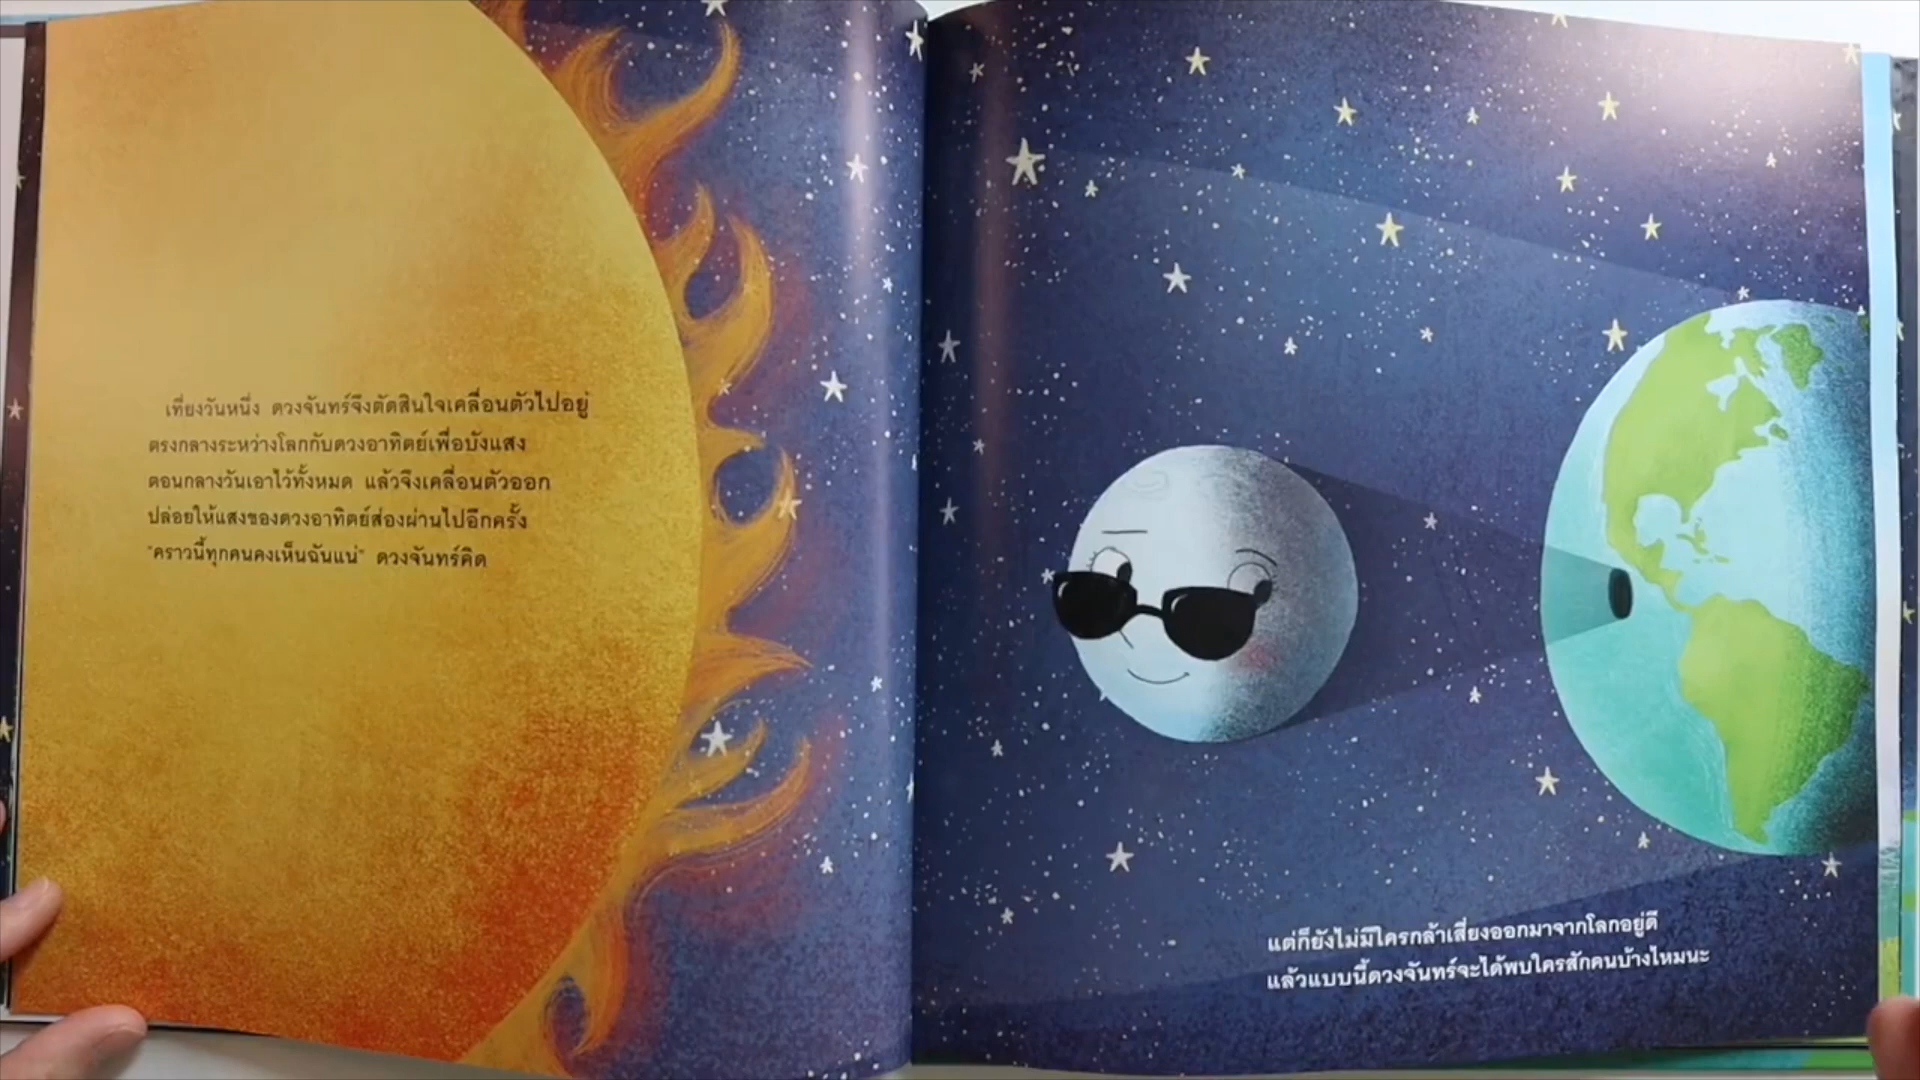 เที่ยงวันหนึ่ง ดวงจันทร์จึงตัดสินใจเคลื่อนตัวไปอยู่
ตรงกลางระหว่างโลกกับดวงอาทิตย์เพื่อบังแสง
ตอนกลางวันเอาไว้ทั้งหมด แล้วจึงเคลื่อนตัวออก
ปล่อยให้แสงของดวงอาทิตย์ส่องผ่านไปอีกครั้ง
"คราวนี้ทุกคนคงเห็นฉันแน่" ดวงจันทร์คิด
แต่ก็ยังไม่มีใครกล้าเสี่ยงออกมาจากโลกอยู่ดี
แล้วแบบนี้ดวงจันทร์จะได้พบใครสักคนบ้างไหมนะ